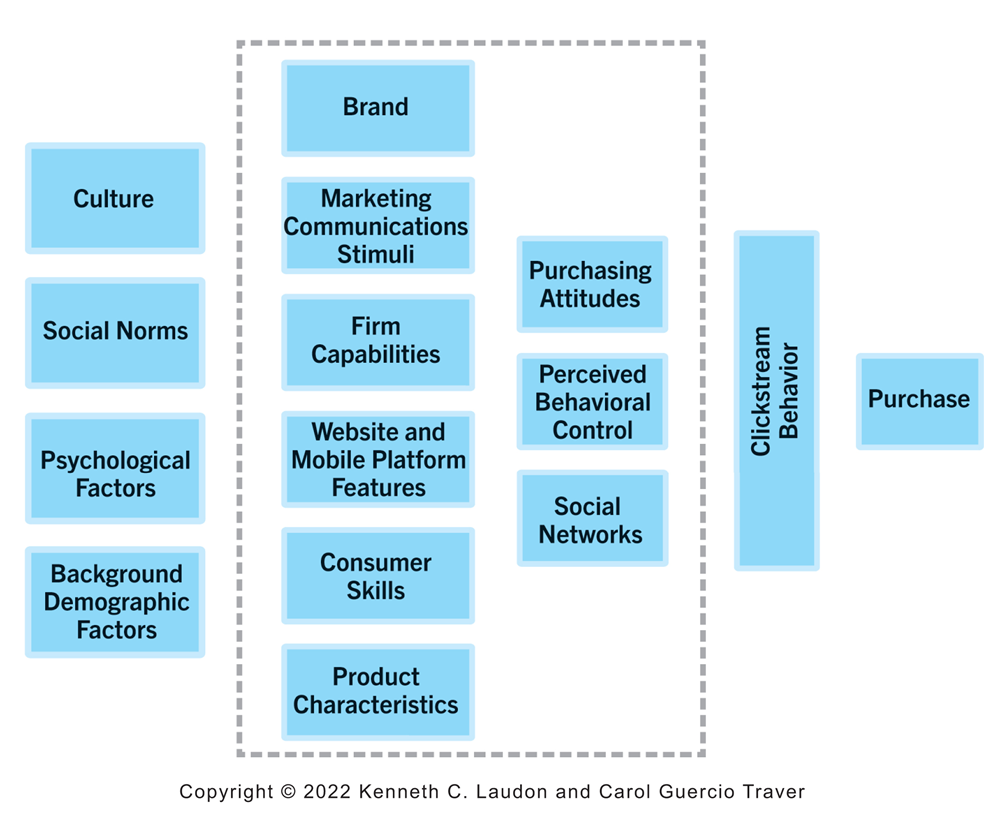 Culture
Social Norms
Psychological
Factors
Background
Demographic
Factors
Brand
Marketing
Communications
Stimuli
Firm
Capabilities
Website and
Mobile Platform
Features
Consumer
Skills
Product
Characteristics
Purchasing
Attitudes
Perceived
Behavioral
Control
Social
Networks
Clickstream
Behavior
Purchase
Copyright © 2022 Kenneth C. Laudon and Carol Guercio Traver